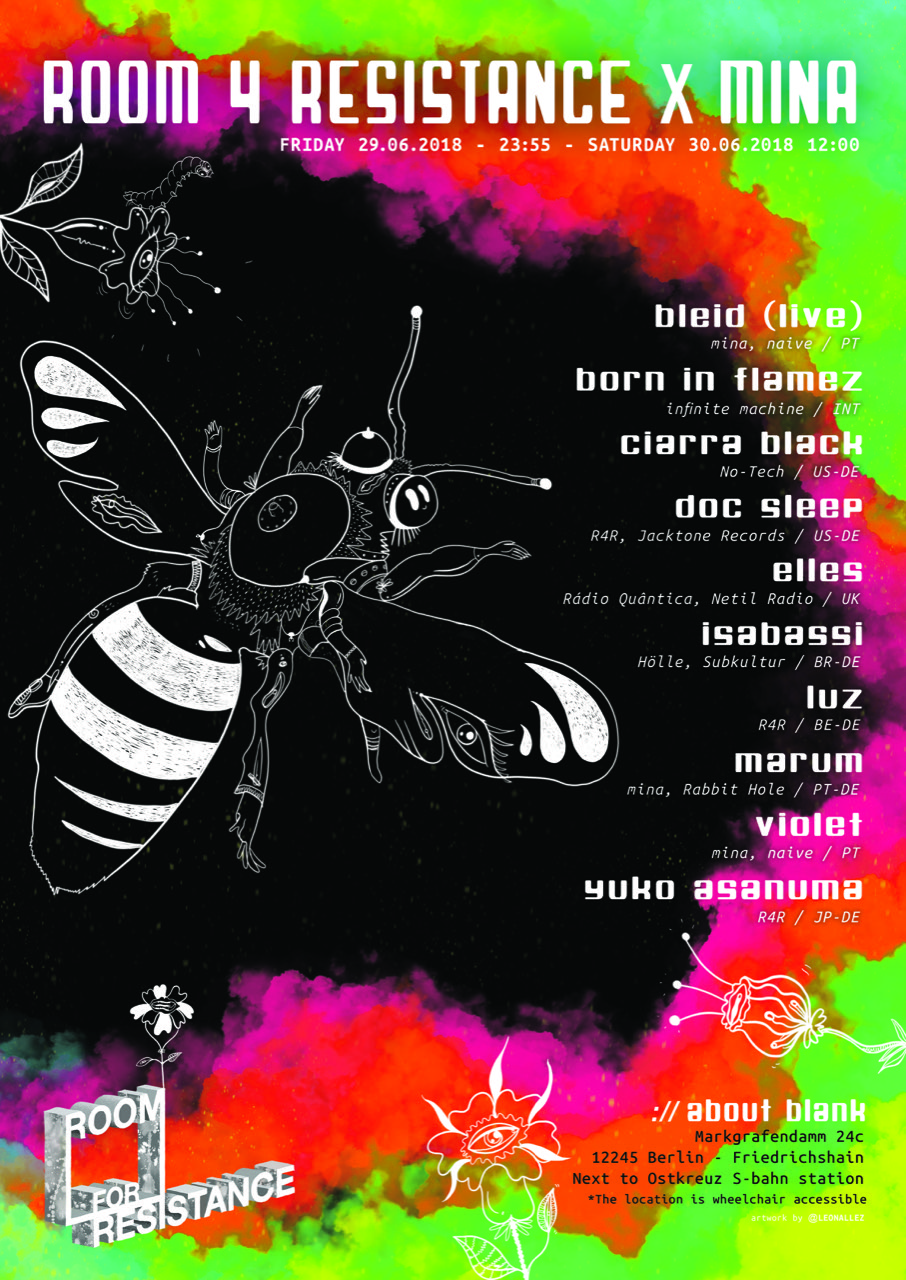 ROOM 4 RESISTANCE X MINA
FRIDAY 29.06.2018 - 23:55 - SATURDAY 30.06.2018 12:00
bleid (live)
mina, naive / PT
born in flamez
infinite machine / INT
ciarra black
No-Tech / US-DE
doc sleep
R4R, Jacktone Records / US-DE
elles
Rádio Quântica, Netil Radio / UK
isabassi
Hölle, Subkultur / BR-DE
luz
R4R / BE-DE
marum
mina, Rabbit Hole / PT-DE
violet
mina, naive / PT
yuko asanuma
R4R / JP-DE
ROOM
FOR
RESISTANCE
:// about blank
Markgrafendamm 24c
12245 Berlin - Friedrichshain
Next to Ostkreuz S-bahn station
*The location is wheelchair accessible
artwork by @LEONALLEZ